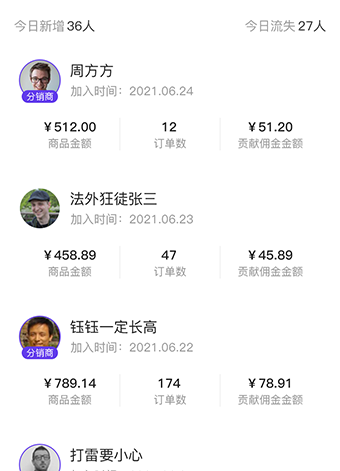 今日新增36人 今日流失27人
周方方
加入时间：2021.06.24
分销商
￥512.00 12 ￥51.20
商品金额 订单数 贡献佣金金额
法外狂徒张三
加入时间：2021.06.23
￥458.89 47 ￥45.89
商品金额 订单数 贡献佣金金额
钰钰一定长高
加入时间：2021.06.22
分销商
￥789.14 174 ￥78.91
商品金额 订单数 贡献佣金金额
打雷要小心